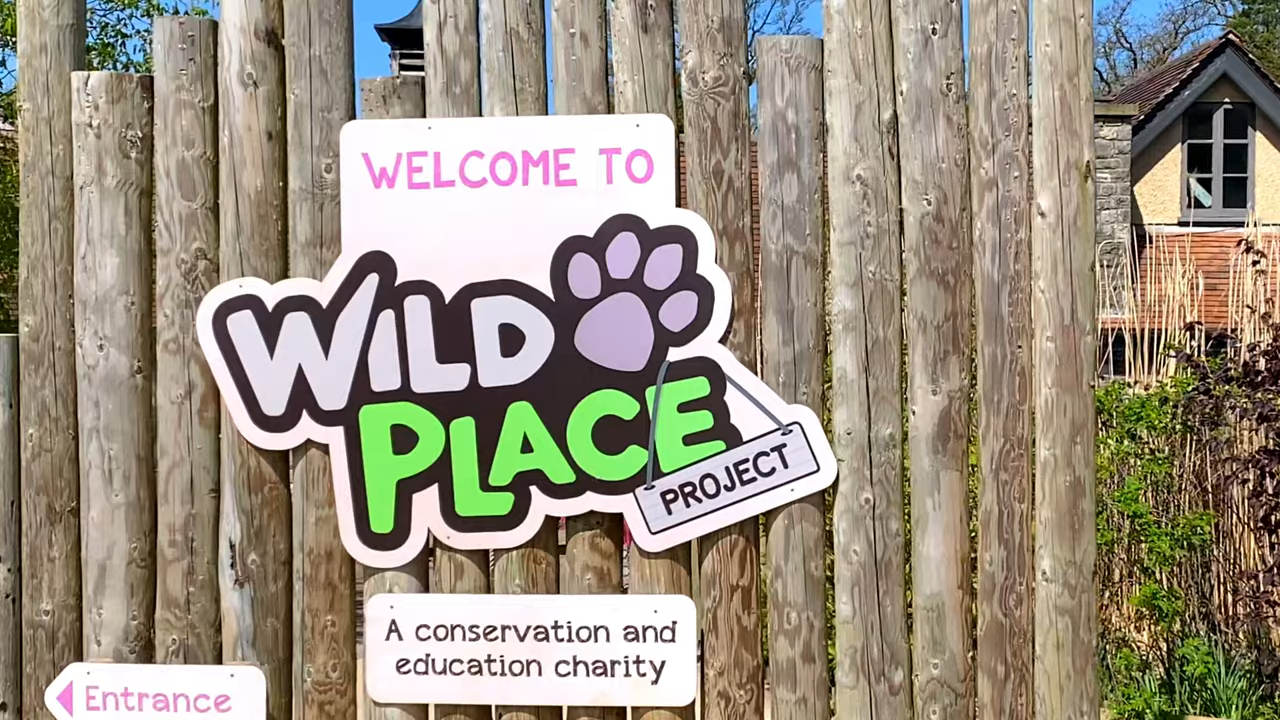 WELCOME TO
WILD
PLACE
PROJECT
A conservation and
education charity
Entrance